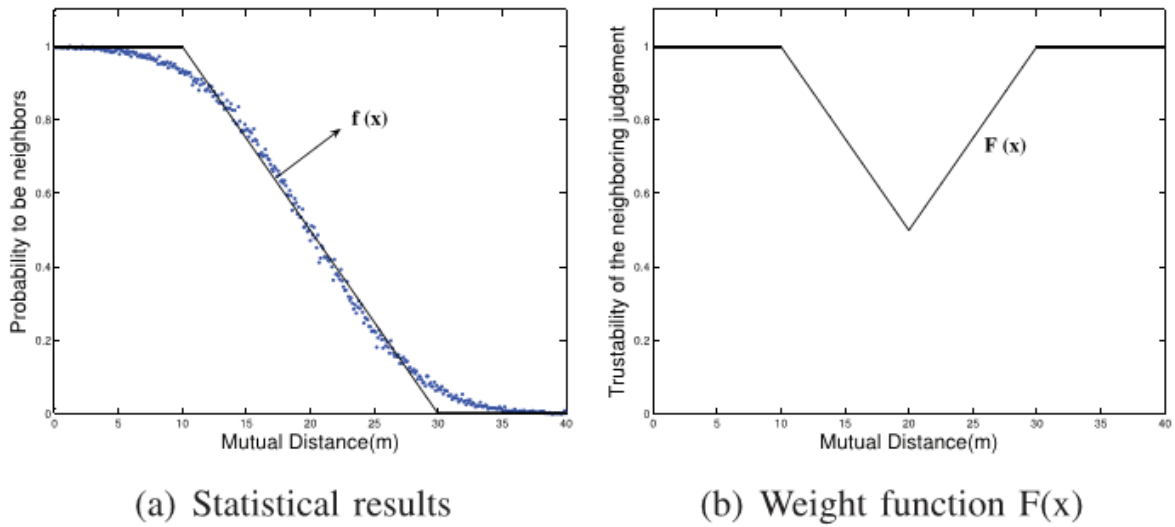 Probability to be neighbors
1
0.8
0.6
0.4
0.2
0
0 5 10 15 20 25 30 35 40
Mutual Distance(m)
f (x)
(a) Statistical results
Trustability of the neighboring judgement
1
0.8
0.6
0.4
0.2
0
0 5 10 15 20 25 30 35 40
Mutual Distance(m)
F (x)
(b) Weight function F(x)